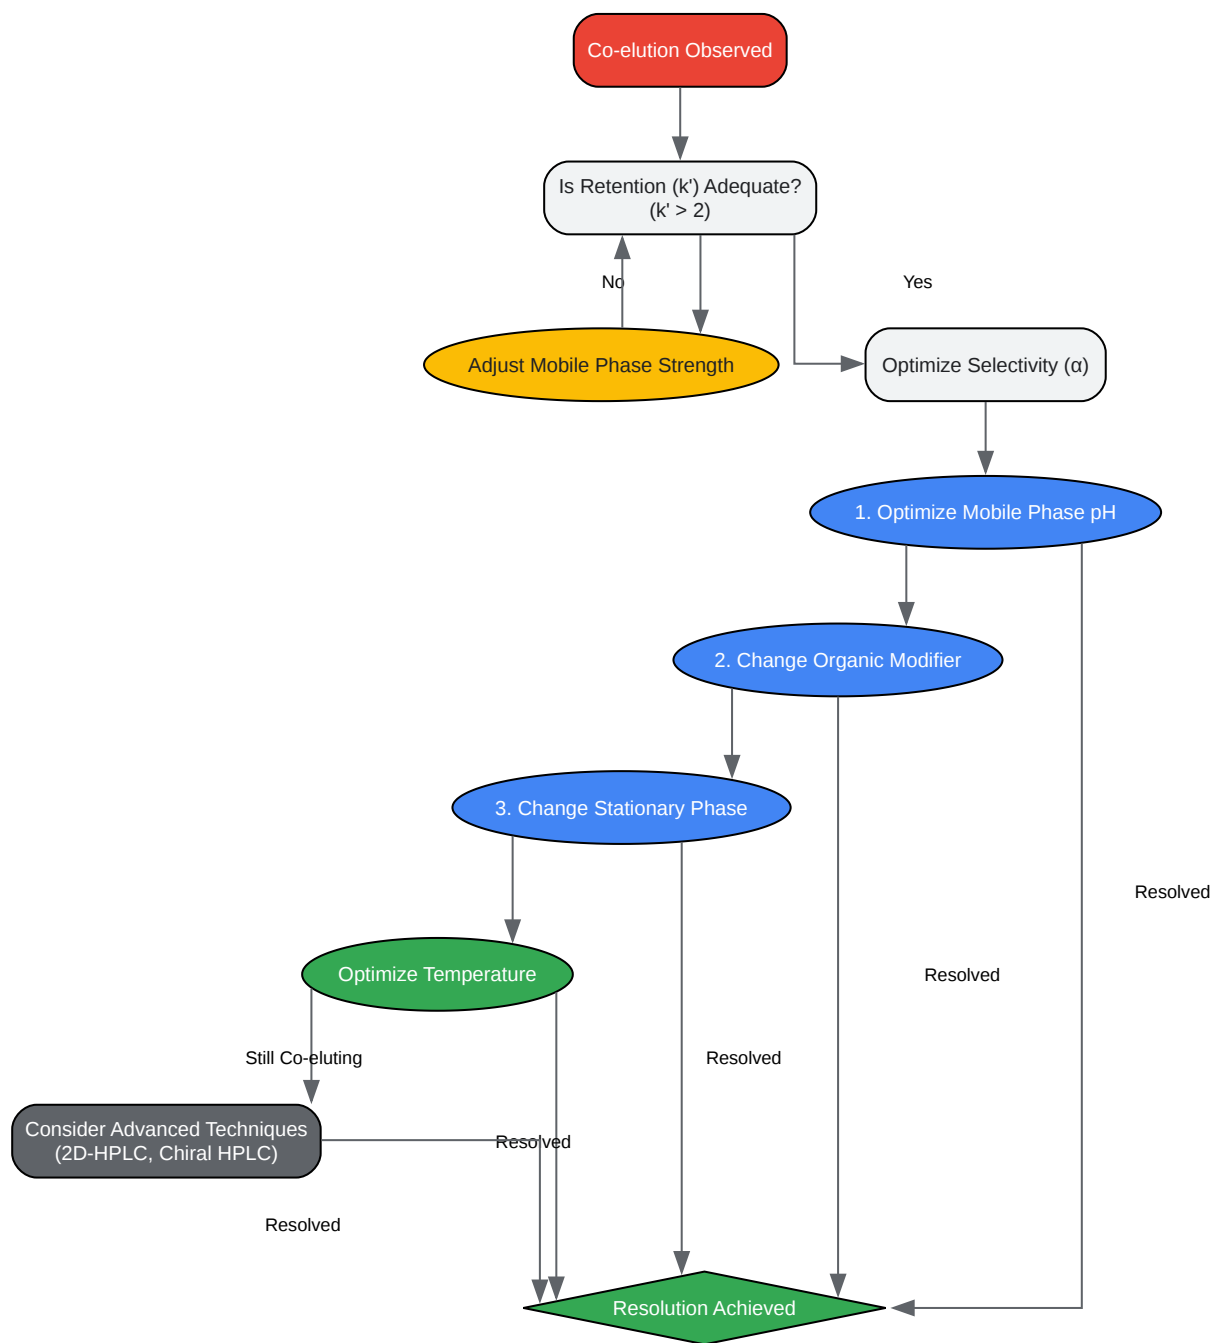 Co-elution Observed
Is Retention (k') Adequate?
(k' > 2)
No
Yes
Adjust Mobile Phase Strength
Optimize Selectivity (α)
1. Optimize Mobile Phase pH
2. Change Organic Modifier
3. Change Stationary Phase
Resolved
Optimize Temperature
Resolved
Still Co-eluting
Resolved
Consider Advanced Techniques
(2D-HPLC, Chiral HPLC)
Resolved
Resolved
Resolution Achieved